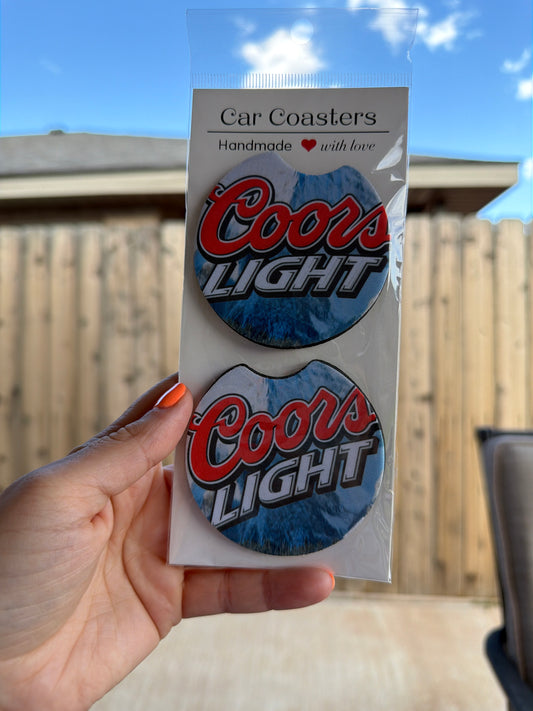 Car Coasters
Handmade ❤ with love
Coors
LIGHT
Coors
LIGHT